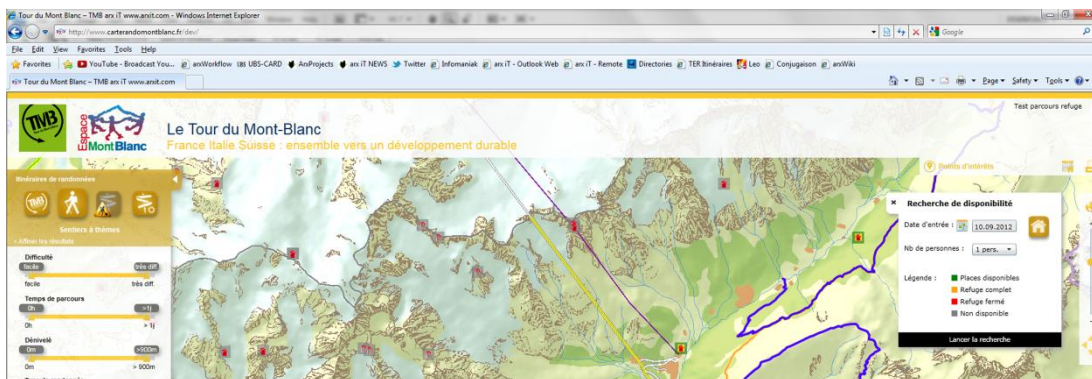 Tour du Mont Blanc – TMB arx iT www.arxit.com - Windows Internet Explorer
http://www.carterandomontblanc.fr/dev/
Google
File Edit View Favorites Tools Help
Favorites YouTube - Broadcast You... arxWorkflow UBS-CARD ArxProjects arx iT NEWS Twitter Infomaniak arx iT - Outlook Web arx iT - Remote Directories TER Itinéraires Leo Conjugaison arxWiki
Tour du Mont Blanc – TMB arx iT www.arxit.com
Page Safety Tools
Test parcours refuge
TMB
Espace MontBlanc
Le Tour du Mont-Blanc
France Italie Suisse : ensemble vers un développement durable
Points d'intérêts
Itinéraires de randonnées
TMB
Sentiers à thèmes
Affiner les résultats
Difficulté
facile très diff.
facile très diff.
Temps de parcours
0h >1j
0h > 1j
Dénivelé
0m >900m
0m > 900m
Recherche de disponibilité
Date d'entrée : 10.09.2012
Nb de personnes : 1 pers.
Légende : Places disponibles
Refuge complet
Refuge fermé
Non disponible
Lancer la recherche